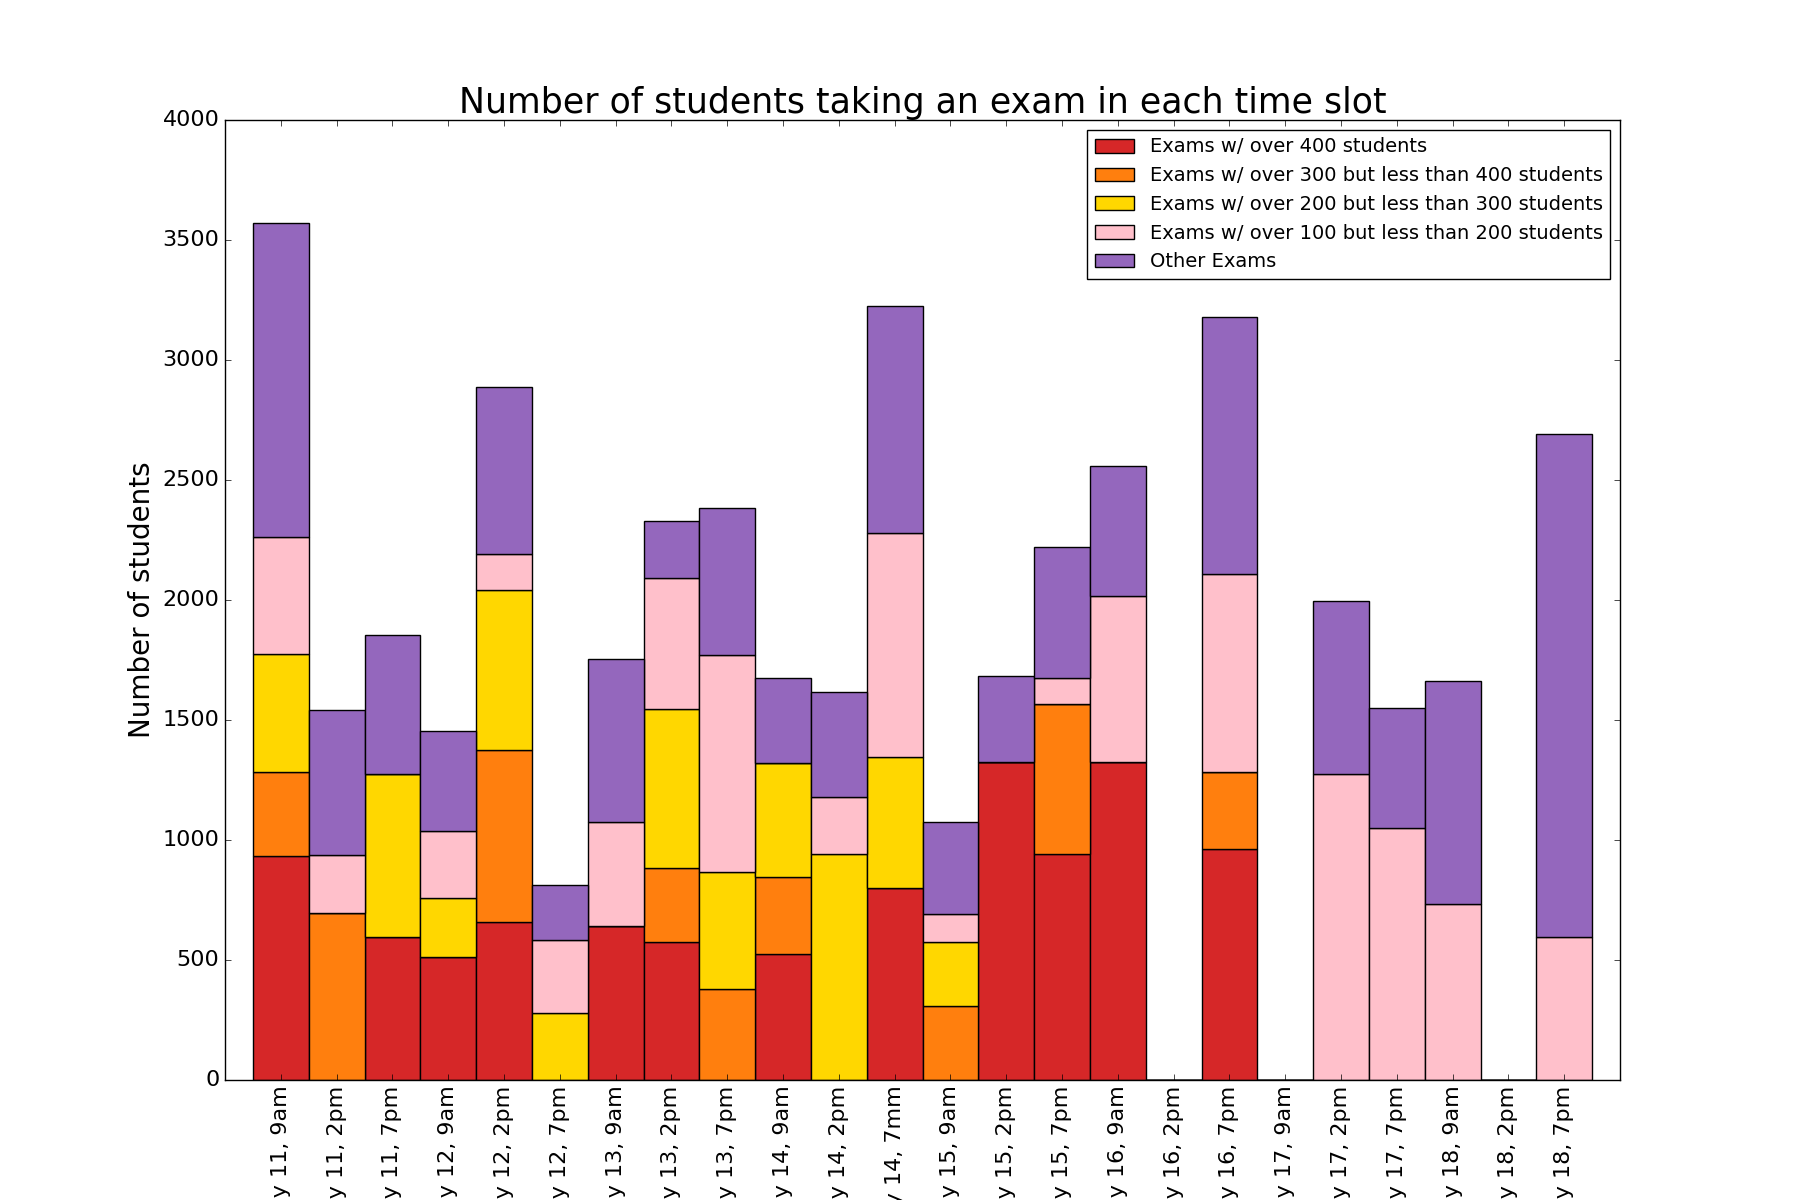 Number of students taking an exam in each time slot
Exams w/ over 400 students
Exams w/ over 300 but less than 400 students
Exams w/ over 200 but less than 300 students
Exams w/ over 100 but less than 200 students
Other Exams
Number of students
4000
3500
3000
2500
2000
1500
1000
500
0
y 11, 9am
y 11, 2pm
y 11, 7pm
y 12, 9am
y 12, 2pm
y 12, 7pm
y 13, 9am
y 13, 2pm
y 13, 7pm
y 14, 9am
y 14, 2pm
y 14, 7mm
y 15, 9am
y 15, 2pm
y 15, 7pm
y 16, 9am
y 16, 2pm
y 16, 7pm
y 17, 9am
y 17, 2pm
y 17, 7pm
y 18, 9am
y 18, 2pm
y 18, 7pm